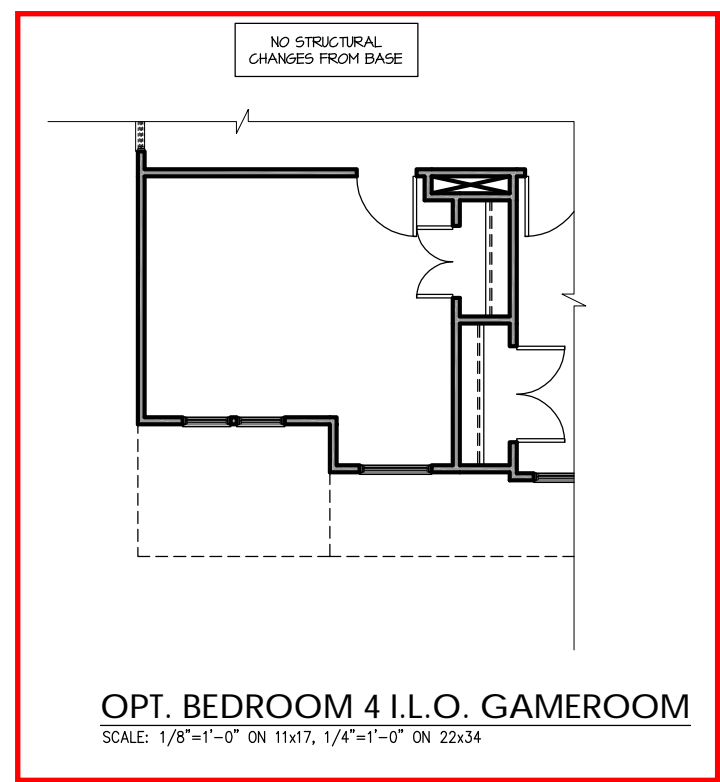 NO STRUCTURAL
CHANGES FROM BASE
OPT. BEDROOM 4 I.L.O. GAMEROOM
SCALE: 1/8"=1'-0" ON 11x17, 1/4"=1'-0" ON 22x34